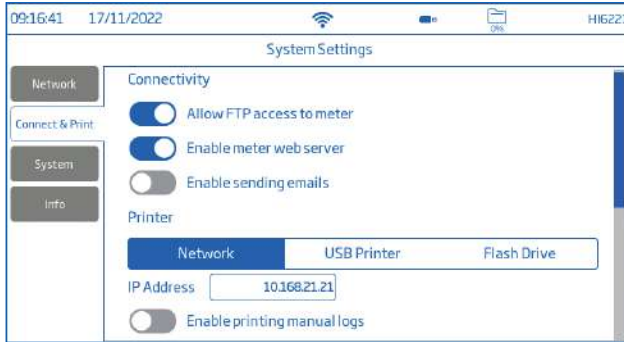 09:16:41 17/11/2022 HI622
System Settings
Network
Connect & Print
System
Info
Connectivity
Allow FTP access to meter
Enable meter web server
Enable sending emails
Printer
Network USB Printer Flash Drive
IP Address 10.168.21.21
Enable printing manual logs